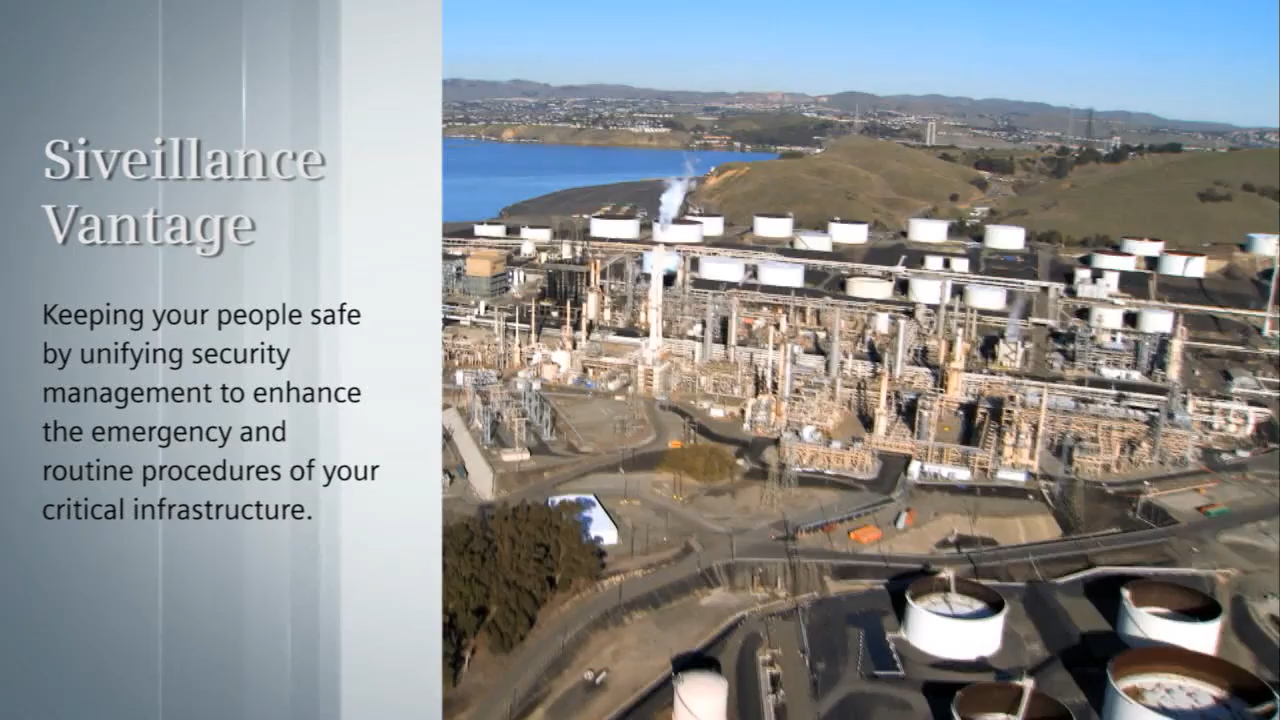 Siveillance
Vantage
Keeping your people safe
by unifying security
management to enhance
the emergency and
routine procedures of your
critical infrastructure.